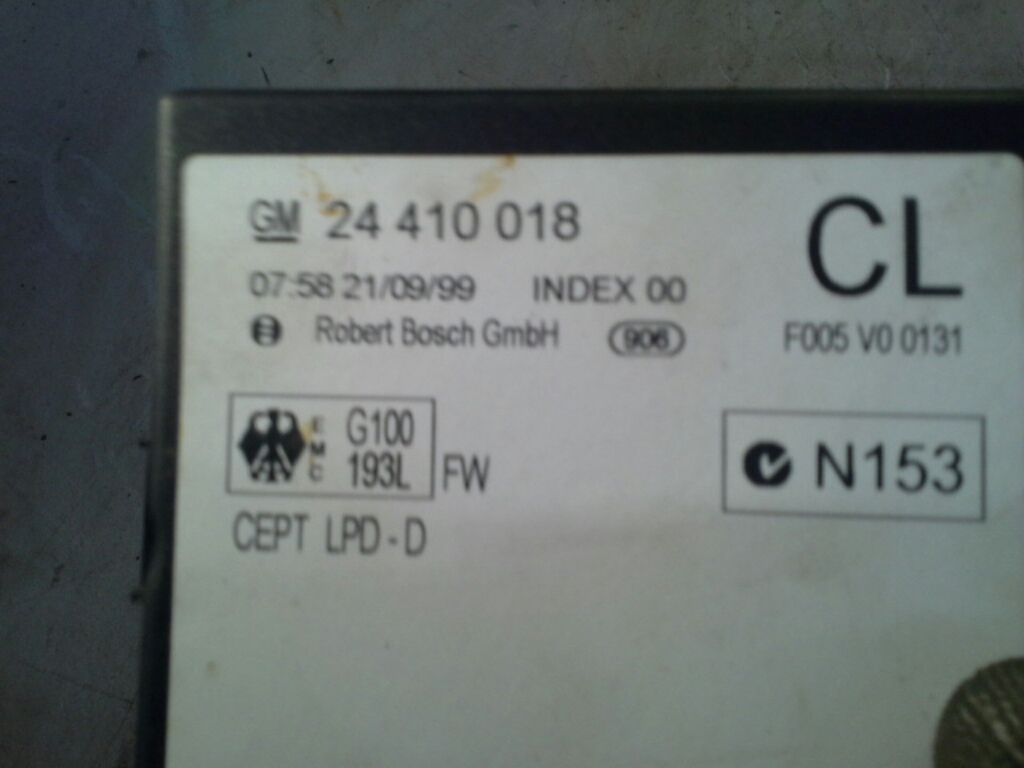 GM 24 410 018
CL
07:58 21/09/99 INDEX 00
Robert Bosch GmbH 906
F005 V0 0131
EMC G100
193L FW
N153
CEPT LPD - D